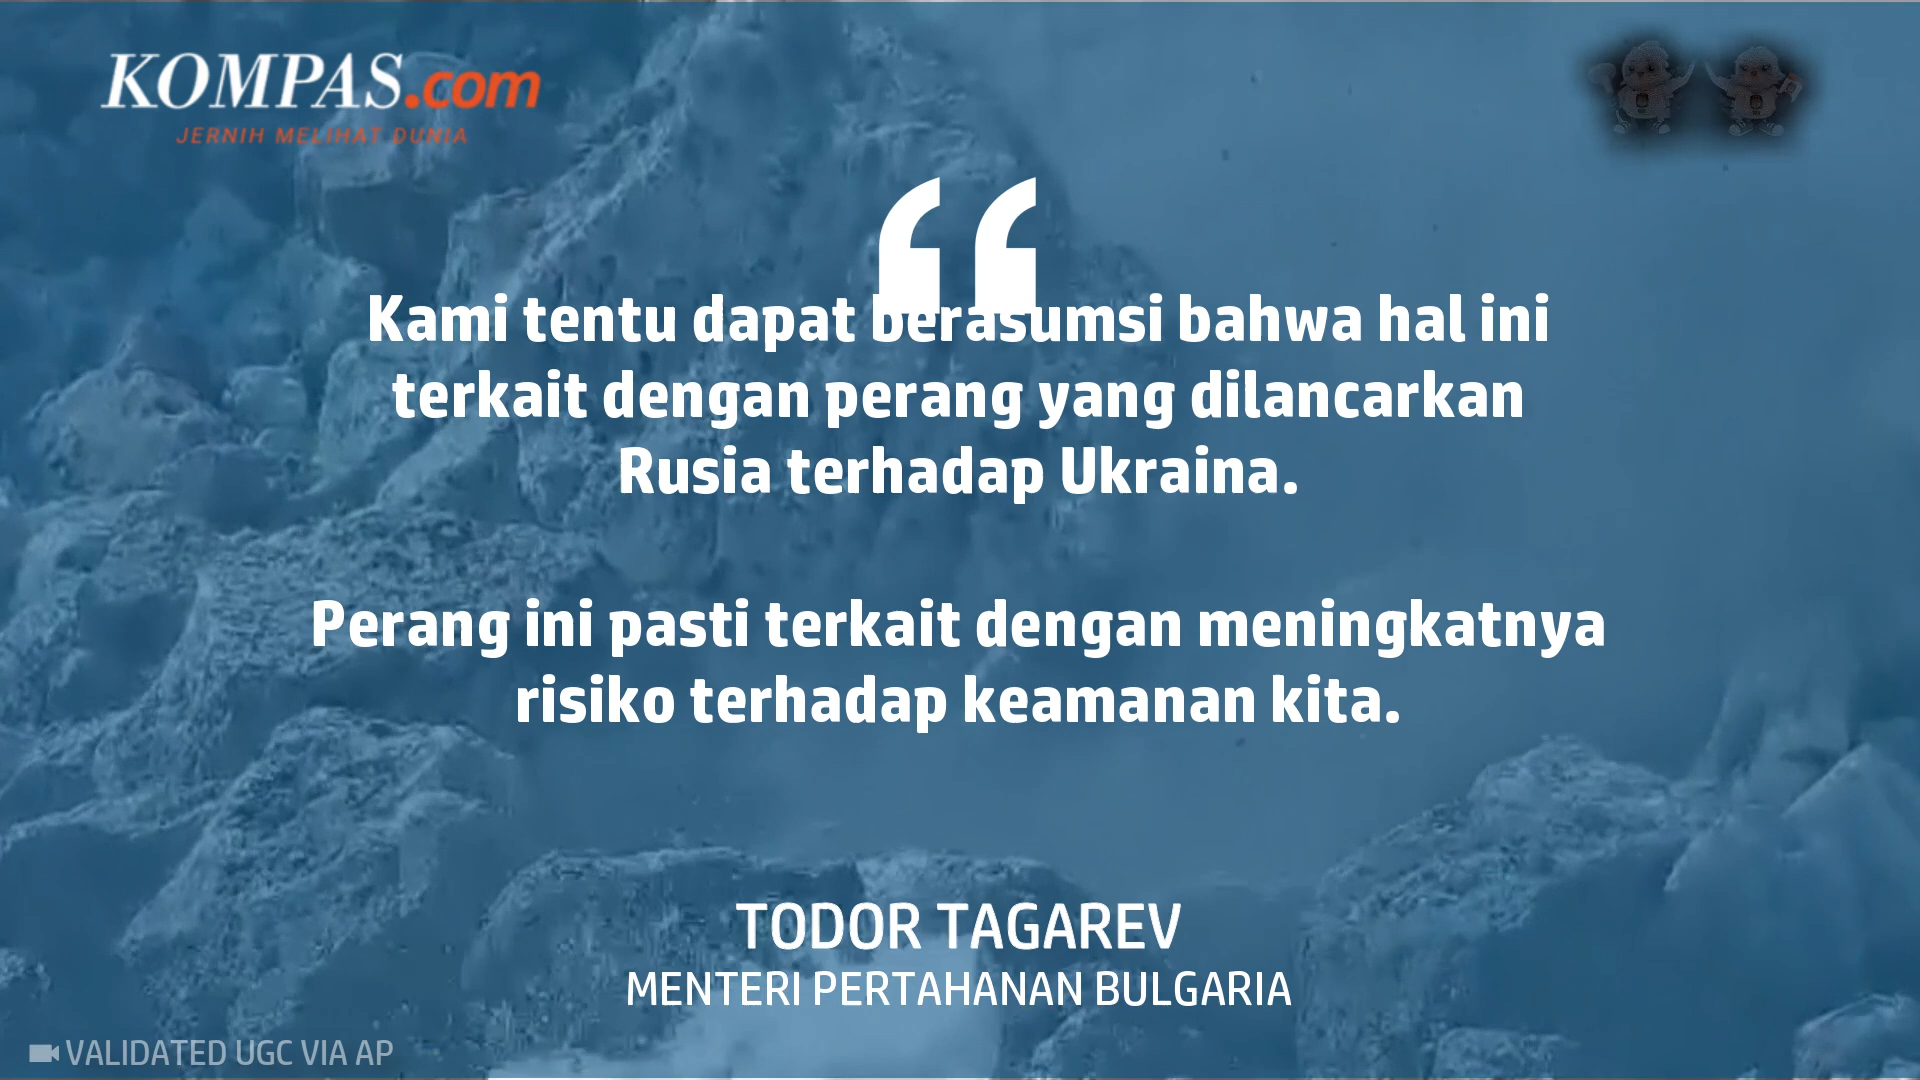 KOMPAS.com
JERNIH MELIHAT DUNIA
“
Kami tentu dapat berasumsi bahwa hal ini
terkait dengan perang yang dilancarkan
Rusia terhadap Ukraina.
Perang ini pasti terkait dengan meningkatnya
risiko terhadap keamanan kita.
TODOR TAGAREV
MENTERI PERTAHANAN BULGARIA
VALIDATED UGC VIA AP